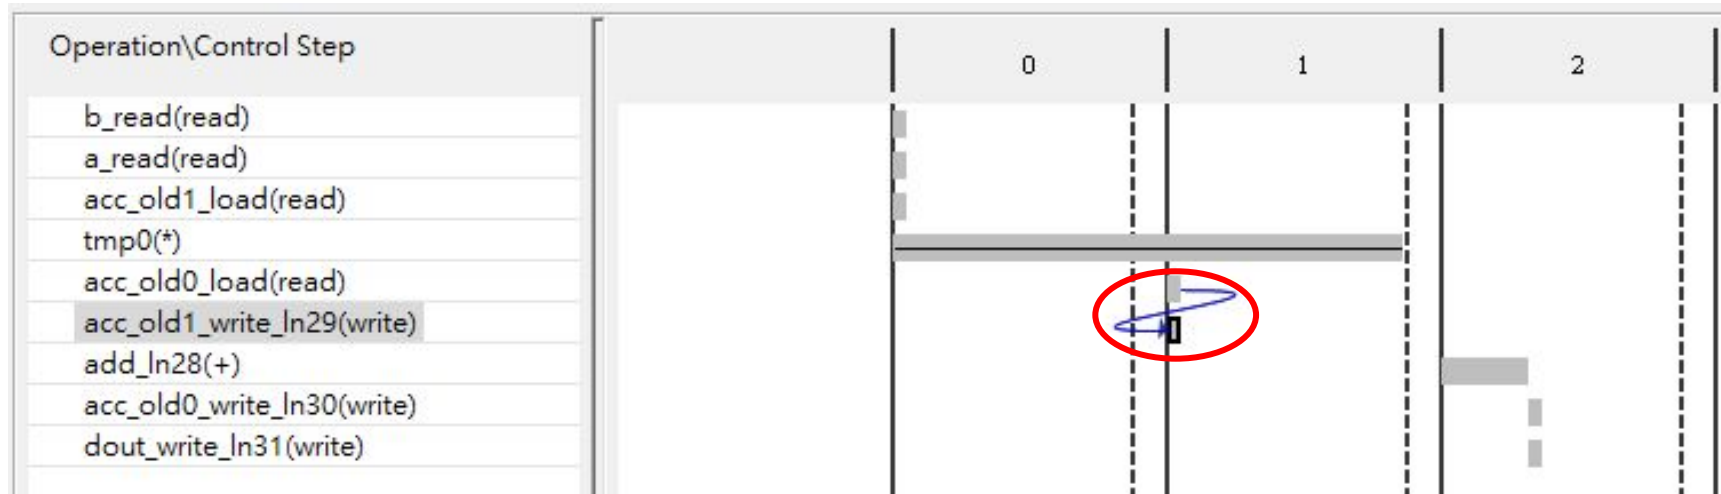 Operation\Control Step
0 1 2
b_read(read)
a_read(read)
acc_old1_load(read)
tmp0(*)
acc_old0_load(read)
acc_old1_write_ln29(write)
add_ln28(+)
acc_old0_write_ln30(write)
dout_write_ln31(write)